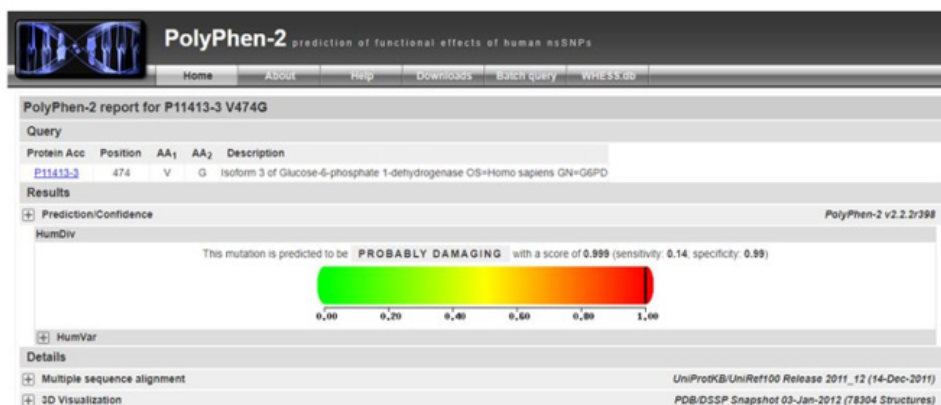 PolyPhen-2 prediction of functional effects of human nsSNPs
Home About Help Downloads Batch query WHESS.db
PolyPhen-2 report for P11413-3 V474G
Query
Protein Acc Position AA1 AA2 Description
P11413-3 474 V G Isoform 3 of Glucose-6-phosphate 1-dehydrogenase OS=Homo sapiens GN=G6PD
Results
Prediction/Confidence PolyPhen-2 v2.2.2r398
HumDiv
This mutation is predicted to be PROBABLY DAMAGING with a score of 0.999 (sensitivity: 0.14; specificity: 0.99)
0,00 0,20 0,40 0,60 0,80 1,00
HumVar
Details
Multiple sequence alignment UniProtKB/UniRef100 Release 2011_12 (14-Dec-2011)
3D Visualization PDB/DSSP Snapshot 03-Jan-2012 (78304 Structures)